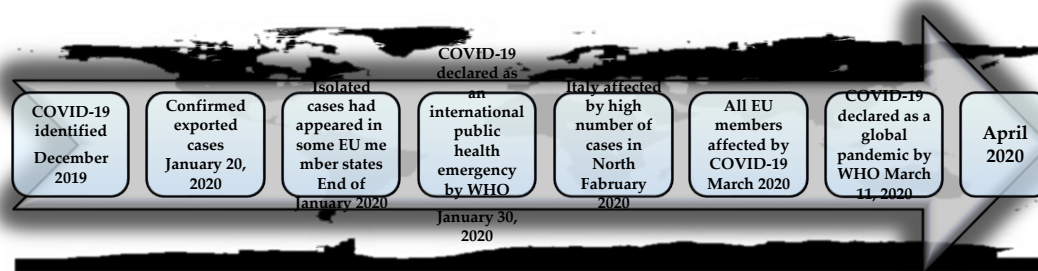 COVID-19
identified
December
2019
Confirmed
exported
cases
January 20,
2020
Isolated
cases had
appeared in
some EU me
mber states
End of
January 2020
COVID-19
declared as
an
international
public
health
emergency
by WHO
January 30,
2020
Italy affected
by high
number of
cases in
North
Fabruary
2020
All EU
members
affected by
COVID-19
March 2020
COVID-19
declared as a
global
pandemic by
WHO March
11, 2020
April
2020